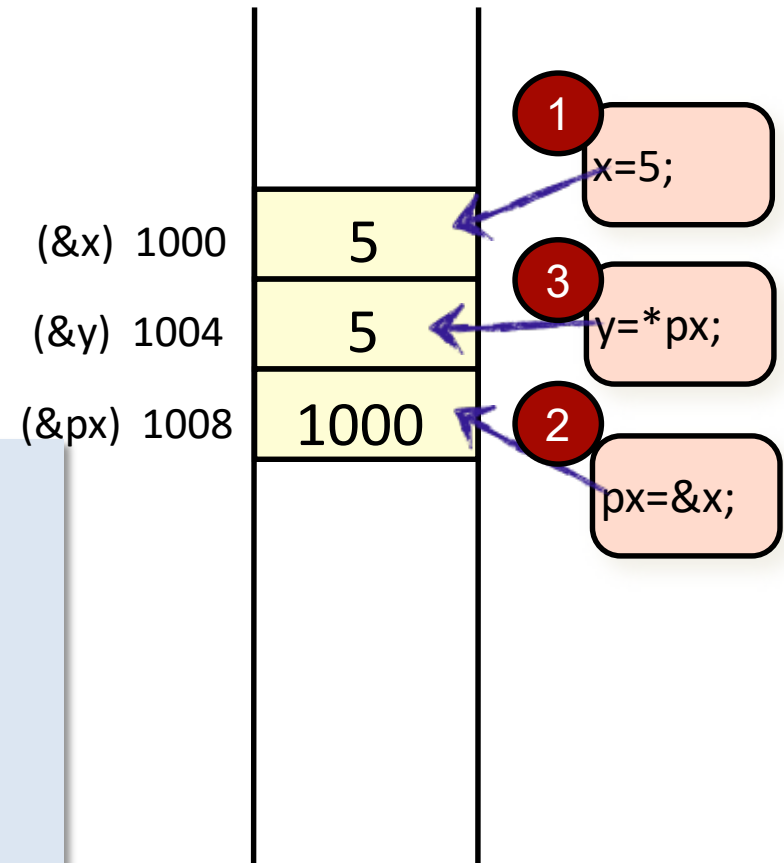 1
x=5;
(&x) 1000 5
3
(&y) 1004 5
y=*px;
(&px) 1008 1000
2
px=&x;